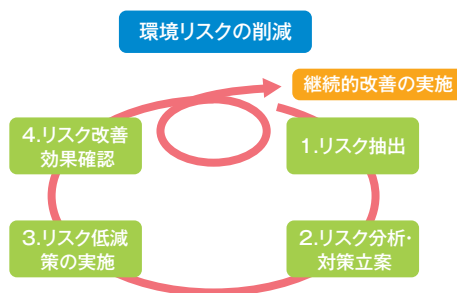 環境リスクの削減
継続的改善の実施
4.リスク改善
効果確認
1.リスク抽出
3.リスク低減
策の実施
2.リスク分析・
対策立案